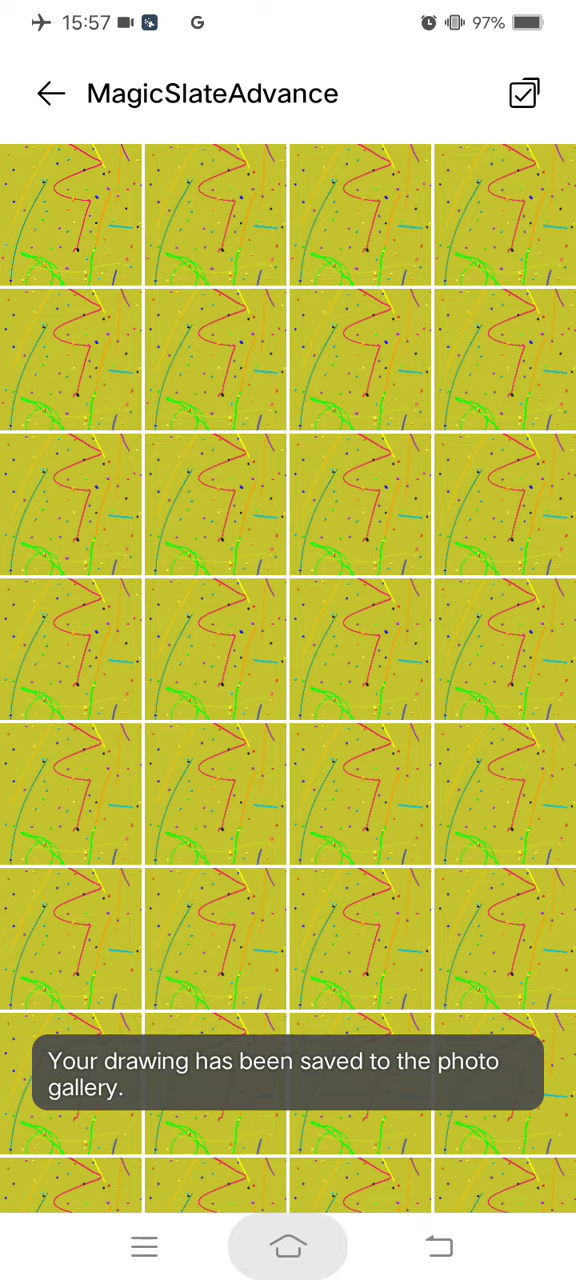 15:57
G
97%
MagicSlateAdvance
Your drawing has been saved to the photo
gallery.